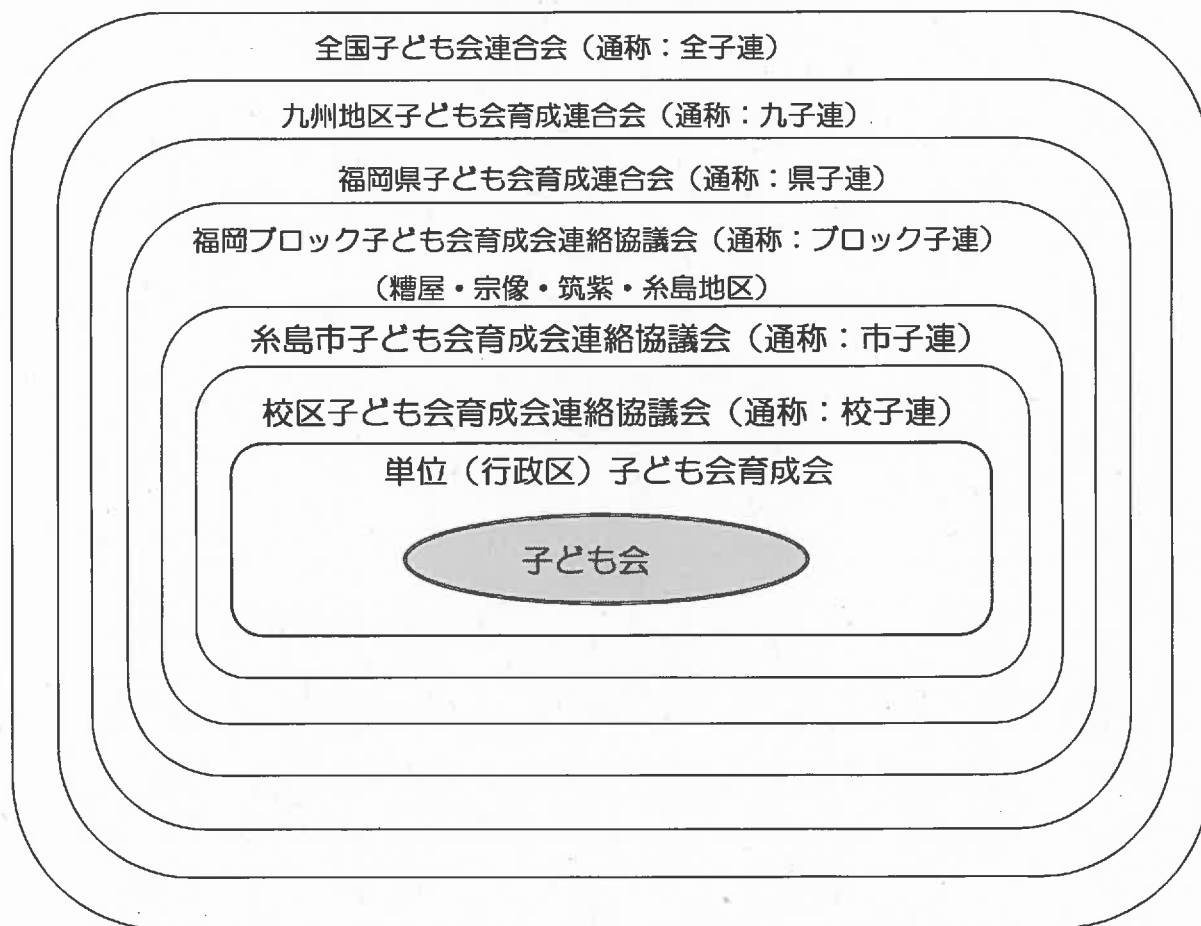 全国子ども会連合会（通称：全子連）
九州地区子ども会育成連合会（通称：九子連）
福岡県子ども会育成連合会（通称：県子連）
福岡ブロック子ども会育成会連絡協議会（通称：ブロック子連）
（糟屋・宗像・筑紫・糸島地区）
糸島市子ども会育成会連絡協議会（通称：市子連）
校区子ども会育成会連絡協議会（通称：校子連）
単位（行政区）子ども会育成会
子ども会